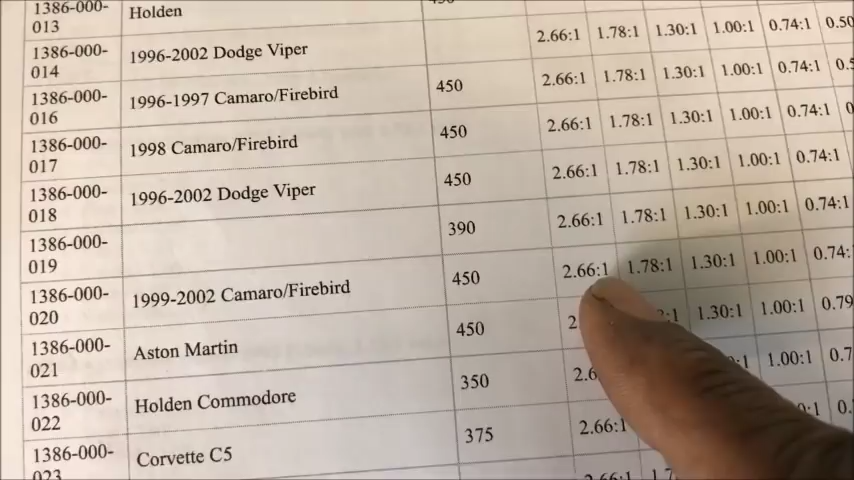 1386-000-
013 Holden
1386-000-
014 1996-2002 Dodge Viper 2.66:1 1.78:1 1.30:1 1.00:1 0.74:1
1386-000-
016 1996-1997 Camaro/Firebird 450 2.66:1 1.78:1 1.30:1 1.00:1 0.74:1
1386-000-
017 1998 Camaro/Firebird 450 2.66:1 1.78:1 1.30:1 1.00:1 0.74:1
1386-000-
018 1996-2002 Dodge Viper 450 2.66:1 1.78:1 1.30:1 1.00:1 0.74:1
1386-000-
019 390 2.66:1 1.78:1 1.30:1 1.00:1 0.74:1
1386-000-
020 1999-2002 Camaro/Firebird 450 2.66:1 1.78:1 1.30:1 1.00:1 0.74:
1386-000-
021 Aston Martin 450 1.30:1 1.00:1 0.79
1386-000-
022 Holden Commodore 350 1.00:1
1386-000-
023 Corvette C5 375 2.66:1
2.66:1